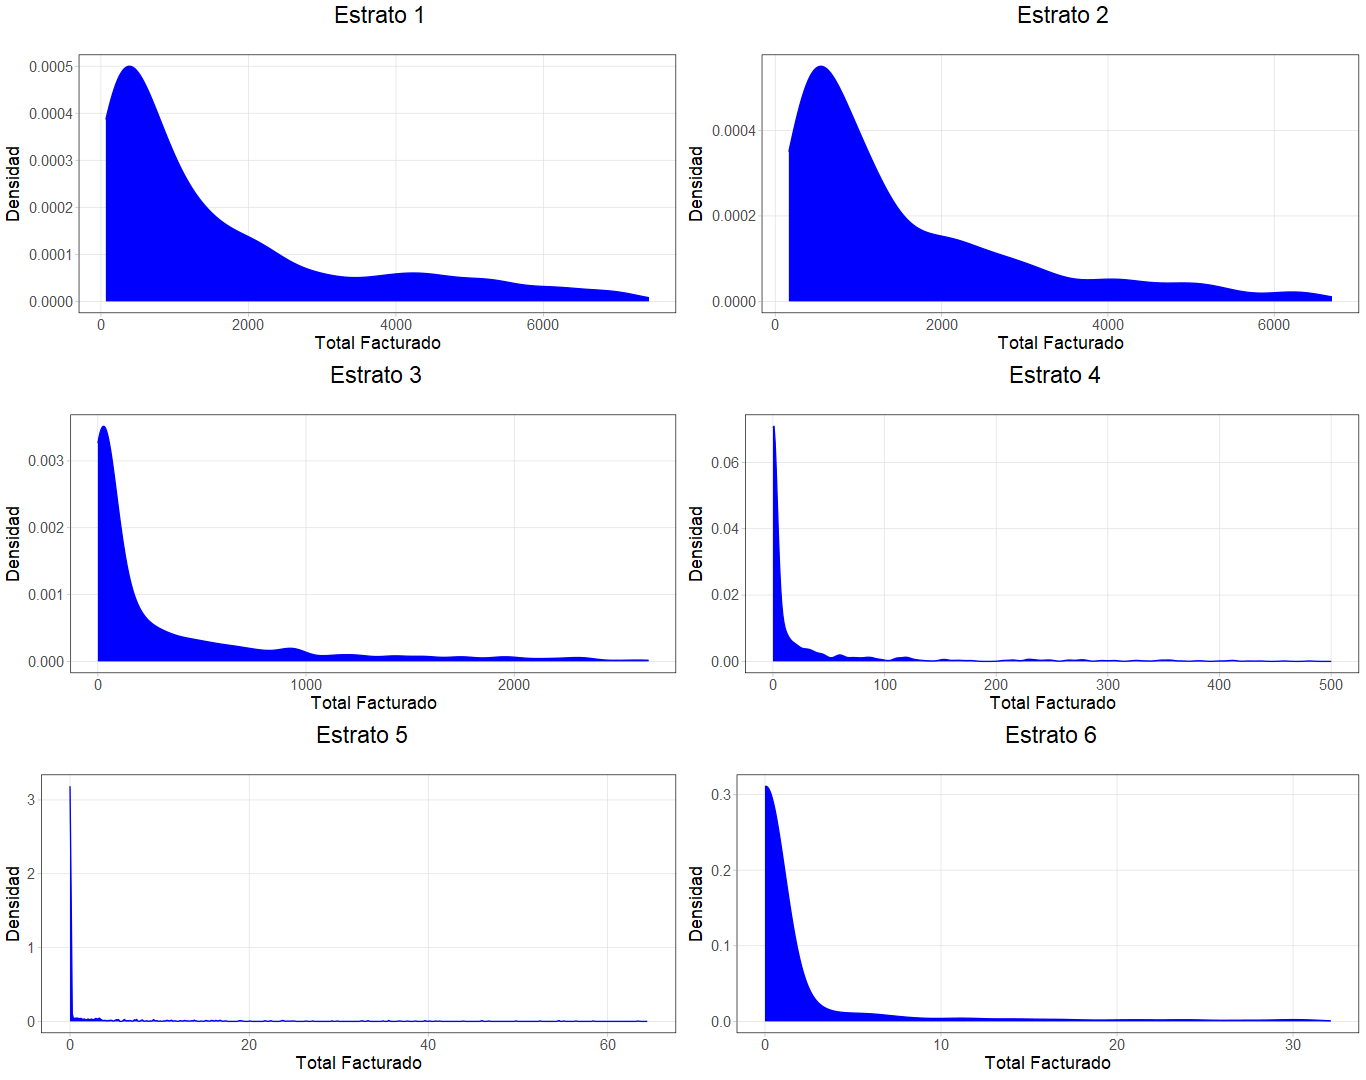 Estrato 1
0.0005
0.0004
0.0003
0.0002
0.0001
0.0000
Densidad
0
2000
4000
6000
Total Facturado
Estrato 2
0.0004
0.0002
0.0000
Densidad
0
2000
4000
6000
Total Facturado
Estrato 3
0.003
0.002
0.001
0.000
Densidad
0
1000
2000
Total Facturado
Estrato 4
0.06
0.04
0.02
0.00
Densidad
0
100
200
300
400
500
Total Facturado
Estrato 5
3
2
1
0
Densidad
0
20
40
60
Total Facturado
Estrato 6
0.3
0.2
0.1
0.0
Densidad
0
10
20
30
Total Facturado